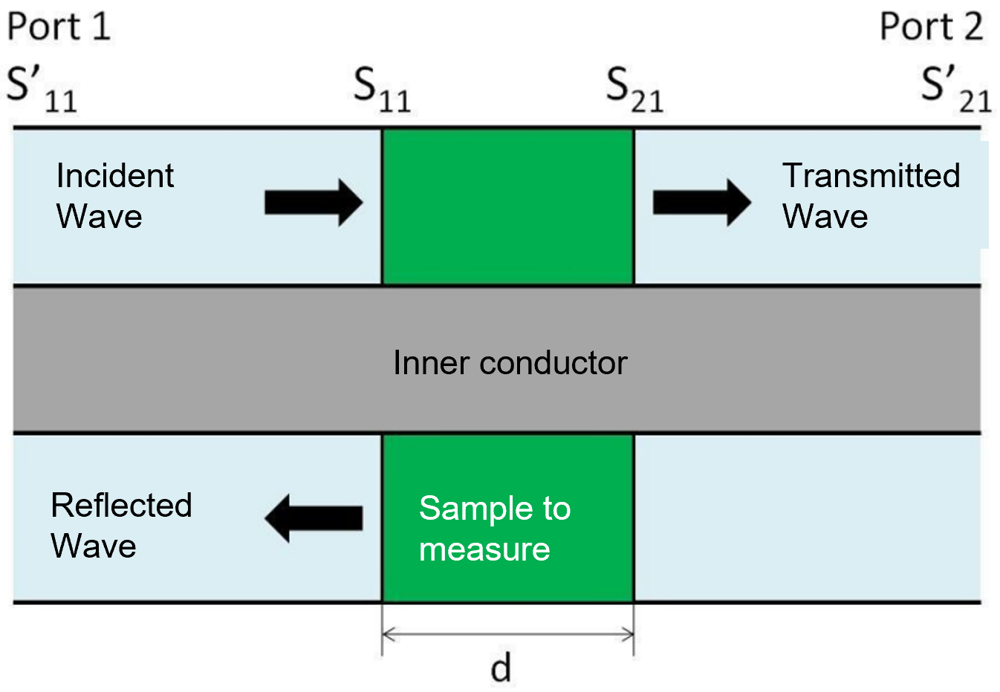 Port 1
Port 2
S’11
S11
S21
S’21
Incident
Wave
Transmitted
Wave
Inner conductor
Reflected
Wave
Sample to
measure
d